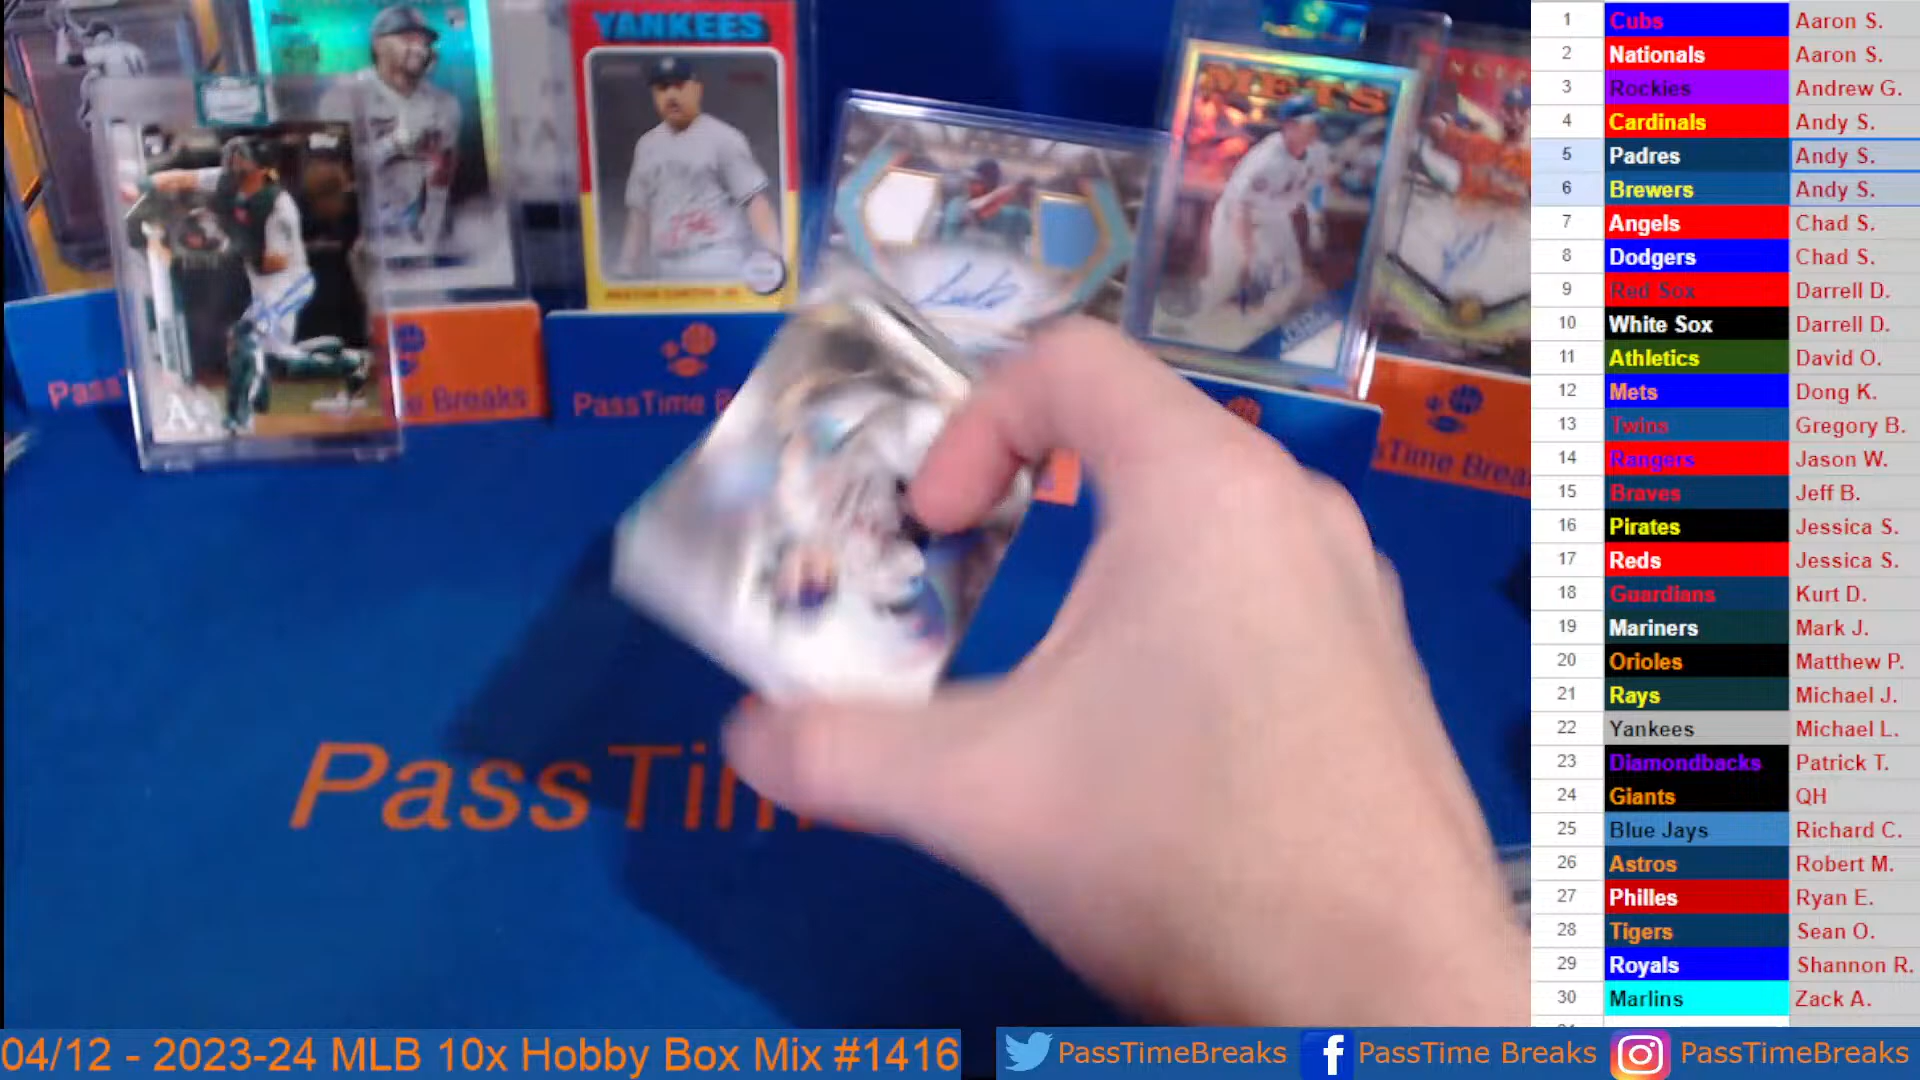 YANKEES
METS
A's
PassTime Breaks
PassTime
1 Cubs Aaron S.
2 Nationals Aaron S.
3 Rockies Andrew G.
4 Cardinals Andy S.
5 Padres Andy S.
6 Brewers Andy S.
7 Angels Chad S.
8 Dodgers Chad S.
9 Red Sox Darrell D.
10 White Sox Darrell D.
11 Athletics David O.
12 Mets Dong K.
13 Twins Gregory B.
14 Rangers Jason W.
15 Braves Jeff B.
16 Pirates Jessica S.
17 Reds Jessica S.
18 Guardians Kurt D.
19 Mariners Mark J.
20 Orioles Matthew P.
21 Rays Michael J.
22 Yankees Michael L.
23 Diamondbacks Patrick T.
24 Giants QH
25 Blue Jays Richard C.
26 Astros Robert M.
27 Philles Ryan E.
28 Tigers Sean O.
29 Royals Shannon R.
30 Marlins Zack A.
04/12 - 2023-24 MLB 10x Hobby Box Mix #1416
PassTimeBreaks
PassTime Breaks
PassTimeBreaks